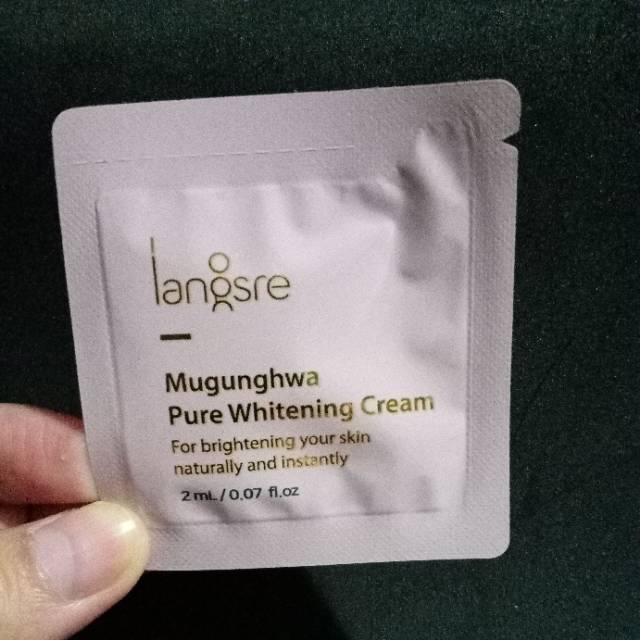 langsre
Mugunghwa
Pure Whitening Cream
For brightening your skin
naturally and instantly
2 mL / 0.07 fl.oz